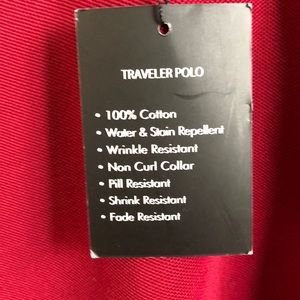 TRAVELER POLO
• 100% Cotton
• Water & Stain Repellent
• Wrinkle Resistant
• Non Curl Collar
• Pill Resistant
• Shrink Resistant
• Fade Resistant